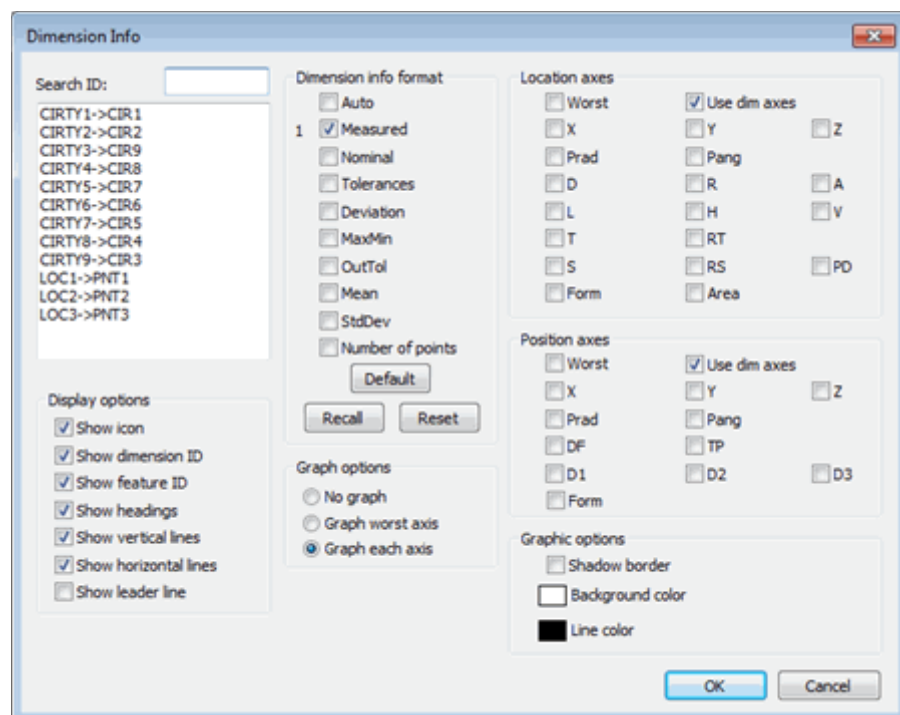 Dimension Info
Search ID:
CIRTY1->CIR1
CIRTY2->CIR2
CIRTY3->CIR9
CIRTY4->CIR8
CIRTY5->CIR7
CIRTY6->CIR6
CIRTY7->CIR5
CIRTY8->CIR4
CIRTY9->CIR3
LOC1->PNT1
LOC2->PNT2
LOC3->PNT3
Display options
Show icon
Show dimension ID
Show feature ID
Show headings
Show vertical lines
Show horizontal lines
Show leader line
Dimension info format
Auto
1 Measured
Nominal
Tolerances
Deviation
MaxMin
OutTol
Mean
StdDev
Number of points
Default
Recall Reset
Graph options
No graph
Graph worst axis
Graph each axis
Location axes
Worst Use dim axes
X Y Z
Prad Pang
D R A
L H V
T RT
S RS PD
Form Area
Position axes
Worst Use dim axes
X Y Z
Prad Pang
DF TP
D1 D2 D3
Form
Graphic options
Shadow border
Background color
Line color
OK Cancel